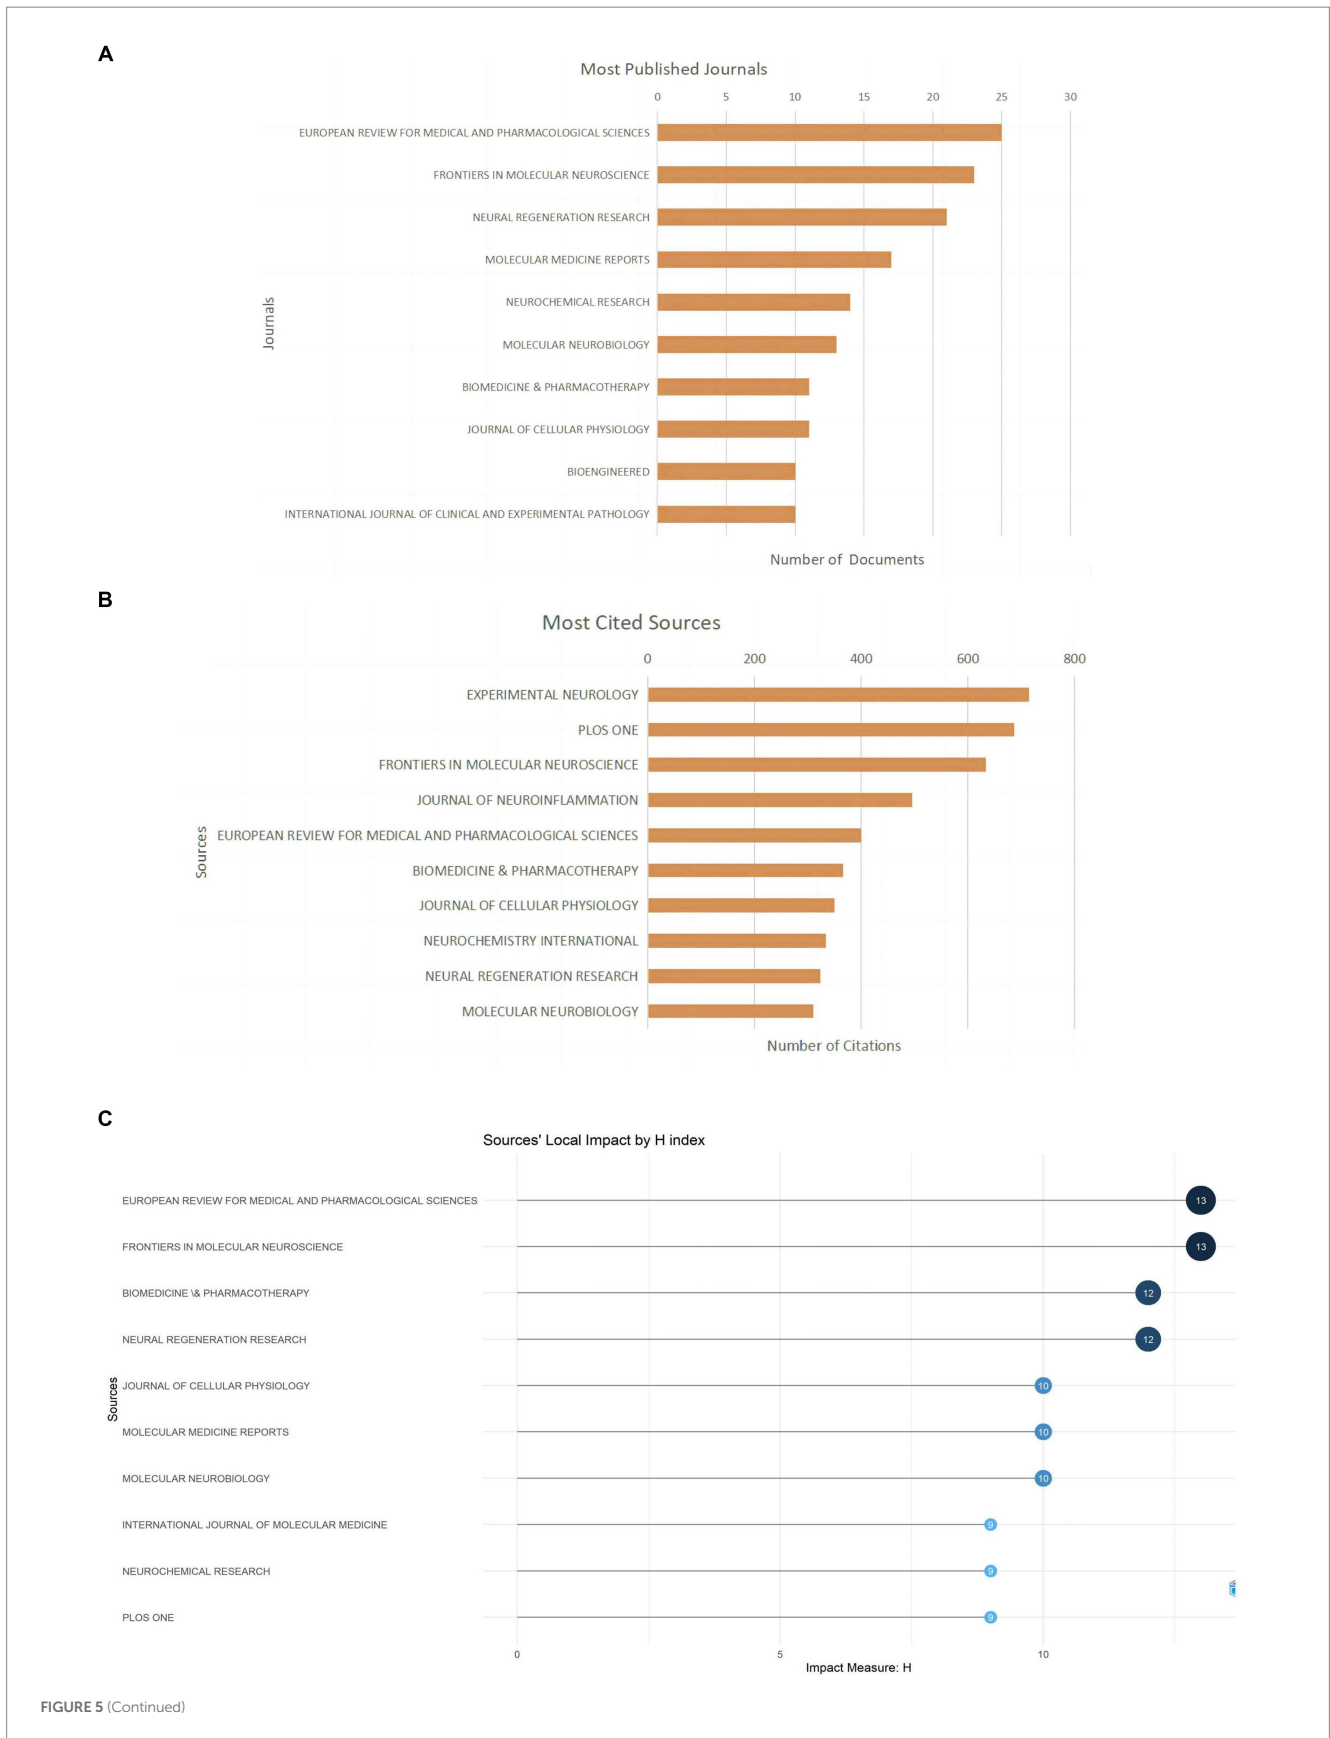 A
Most Published Journals
0 5 10 15 20 25 30
EUROPEAN REVIEW FOR MEDICAL AND PHARMACOLOGICAL SCIENCES
FRONTIERS IN MOLECULAR NEUROSCIENCE
NEURAL REGENERATION RESEARCH
MOLECULAR MEDICINE REPORTS
NEUROCHEMICAL RESEARCH
MOLECULAR NEUROBIOLOGY
BIOMEDICINE & PHARMACOTHERAPY
JOURNAL OF CELLULAR PHYSIOLOGY
BIOENGINEERED
INTERNATIONAL JOURNAL OF CLINICAL AND EXPERIMENTAL PATHOLOGY
Journals
Number of Documents
B
Most Cited Sources
0 200 400 600 800
EXPERIMENTAL NEUROLOGY
PLOS ONE
FRONTIERS IN MOLECULAR NEUROSCIENCE
JOURNAL OF NEUROINFLAMMATION
EUROPEAN REVIEW FOR MEDICAL AND PHARMACOLOGICAL SCIENCES
BIOMEDICINE & PHARMACOTHERAPY
JOURNAL OF CELLULAR PHYSIOLOGY
NEUROCHEMISTRY INTERNATIONAL
NEURAL REGENERATION RESEARCH
MOLECULAR NEUROBIOLOGY
Sources
Number of Citations
C
Sources' Local Impact by H index
EUROPEAN REVIEW FOR MEDICAL AND PHARMACOLOGICAL SCIENCES 13
FRONTIERS IN MOLECULAR NEUROSCIENCE 13
BIOMEDICINE \& PHARMACOTHERAPY 12
NEURAL REGENERATION RESEARCH 12
JOURNAL OF CELLULAR PHYSIOLOGY 10
MOLECULAR MEDICINE REPORTS 10
MOLECULAR NEUROBIOLOGY 10
INTERNATIONAL JOURNAL OF MOLECULAR MEDICINE 9
NEUROCHEMICAL RESEARCH 9
PLOS ONE 9
Sources
0 5 10
Impact Measure: H
FIGURE 5 (Continued)